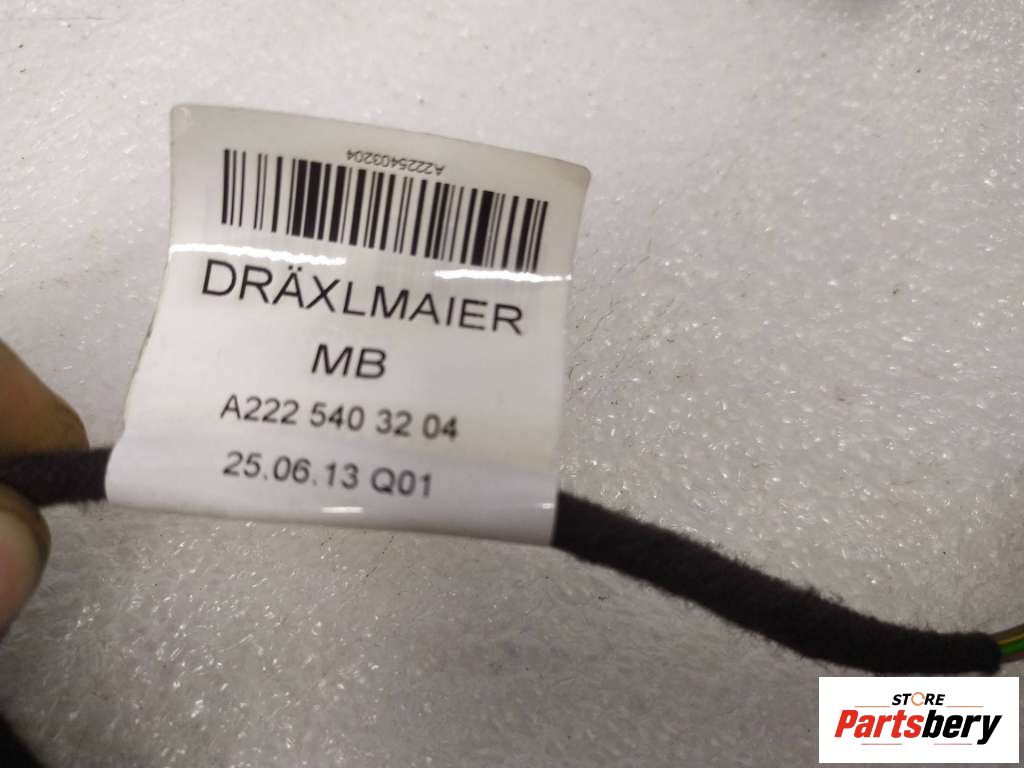 A2225403204
DRÄXLMAIER
MB
A222 540 32 04
25.06.13 Q01
STORE
Partsbery